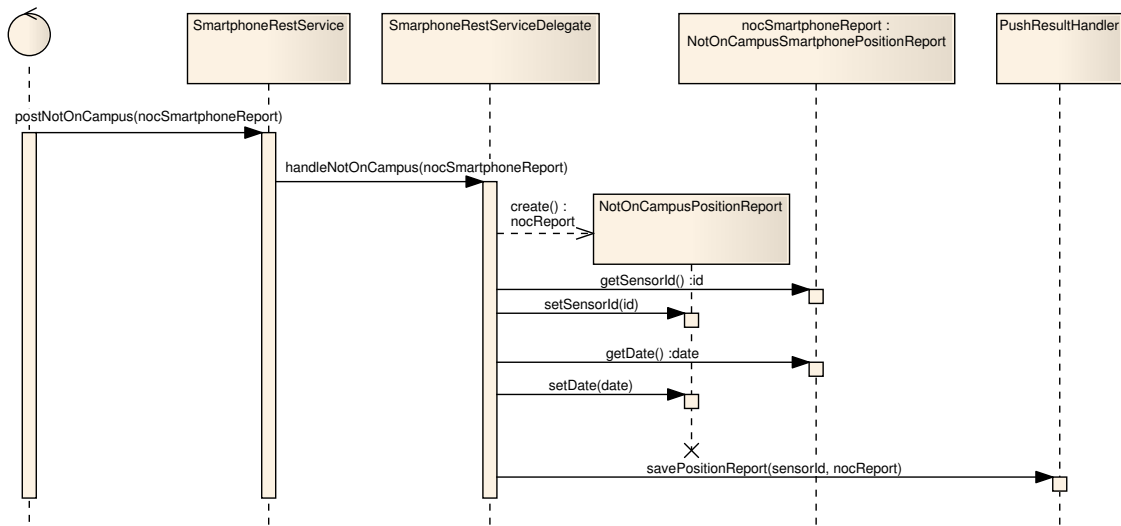 SmartphoneRestService
SmarphoneRestServiceDelegate
nocSmartphoneReport :
NotOnCampusSmartphonePositionReport
PushResultHandler
postNotOnCampus(nocSmartphoneReport)
handleNotOnCampus(nocSmartphoneReport)
create() :
nocReport
NotOnCampusPositionReport
getSensorId() :id
setSensorId(id)
getDate() :date
setDate(date)
savePositionReport(sensorId, nocReport)